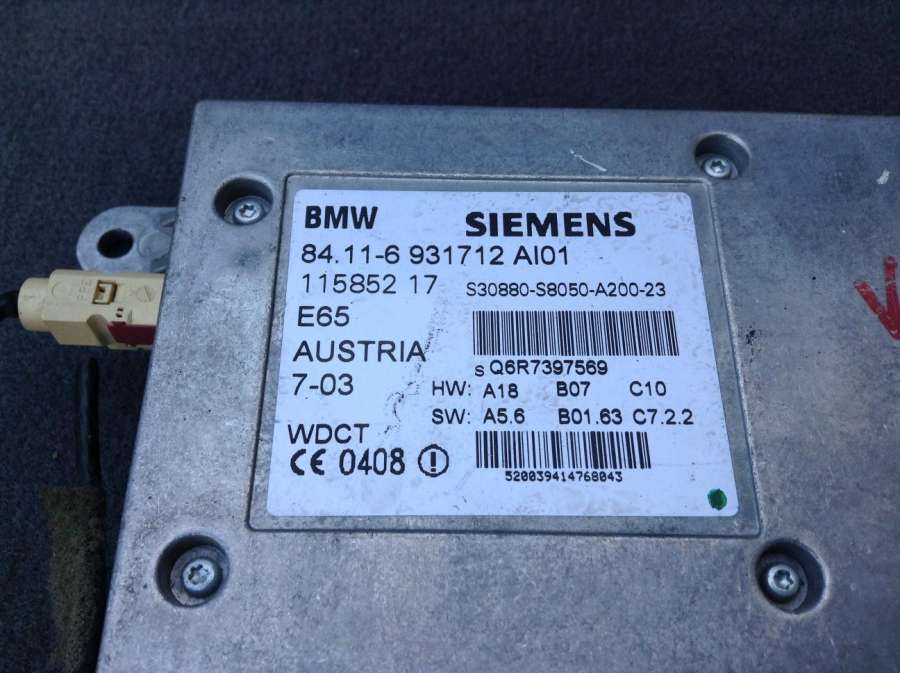 BMW SIEMENS
84.11-6 931712 AI01
115852 17 S30880-S8050-A200-23
E65
AUSTRIA S Q6R7397569
7-03 HW: A18 B07 C10
SW: A5.6 B01.63 C7.2.2
WDCT
CE 0408
520039414768043